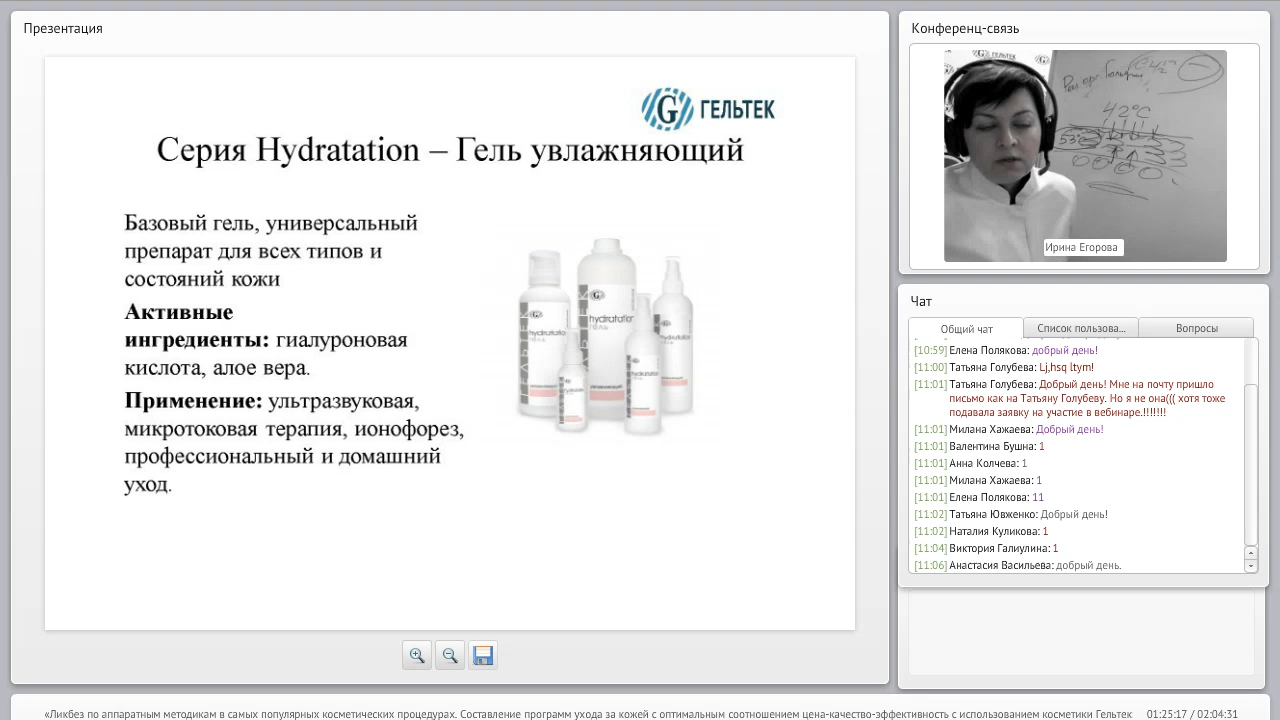 Презентация
ГЕЛЬТЕК
Серия Hydratation – Гель увлажняющий
Базовый гель, универсальный
препарат для всех типов и
состояний кожи
Активные
ингредиенты: гиалуроновая
кислота, алое вера.
Применение: ультразвуковая,
микротоковая терапия, ионофорез,
профессиональный и домашний
уход.
hydratation
гель
hydratation
hydratation
Конференц-связь
42°C
Ирина Егорова
Чат
Общий чат
Список пользова...
Вопросы
[10:59] Елена Полякова: добрый день!
[11:00] Татьяна Голубева: Lj,hsq ltym!
[11:01] Татьяна Голубева: Добрый день! Мне на почту пришло
письмо как на Татьяну Голубеву. Но я не она((( хотя тоже
подавала заявку на участие в вебинаре.!!!!!!!
[11:01] Милана Хажаева: Добрый день!
[11:01] Валентина Бушна: 1
[11:01] Анна Колчева: 1
[11:01] Милана Хажаева: 1
[11:01] Елена Полякова: 11
[11:02] Татьяна Ювженко: Добрый день!
[11:02] Наталия Куликова: 1
[11:04] Виктория Галиулина: 1
[11:06] Анастасия Васильева: добрый день.
«Ликбез по аппаратным методикам в самых популярных косметических процедурах. Составление программ ухода за кожей с оптимальным соотношением цена-качество-эффективность с использованием косметики Гельтек 01:25:17 / 02:04:31